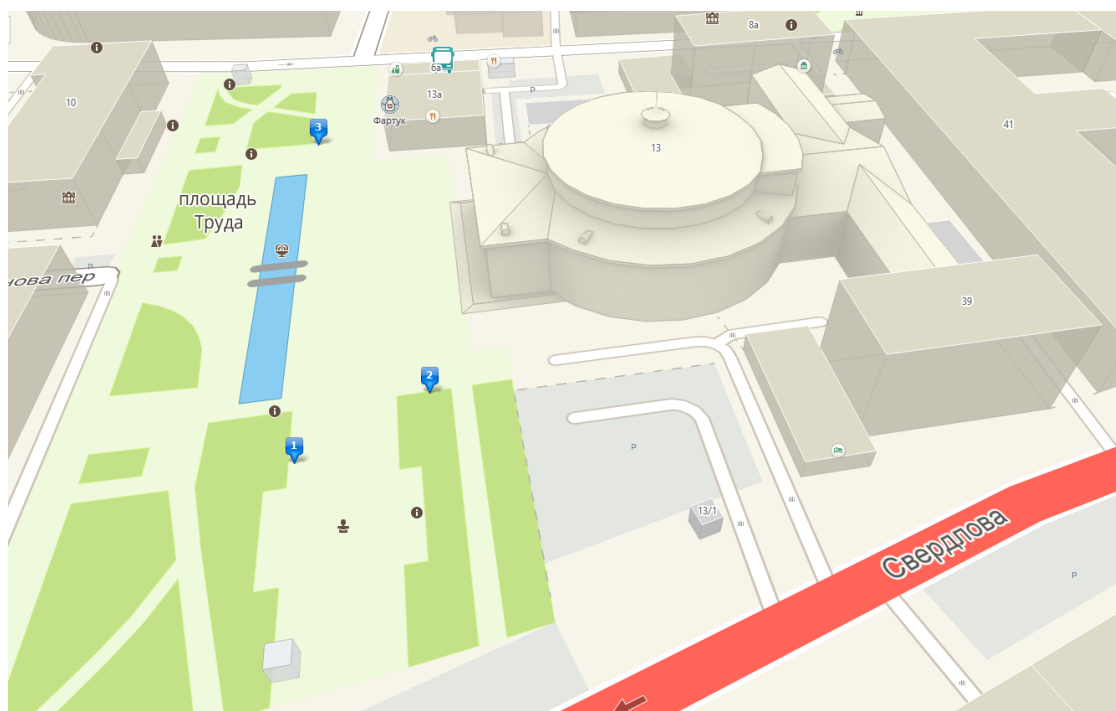 8а
6а
10
13а
Фартук
3
13
41
площадь
Труда
P
P
нова пер
39
2
1
P
13/1
Свердлова
P